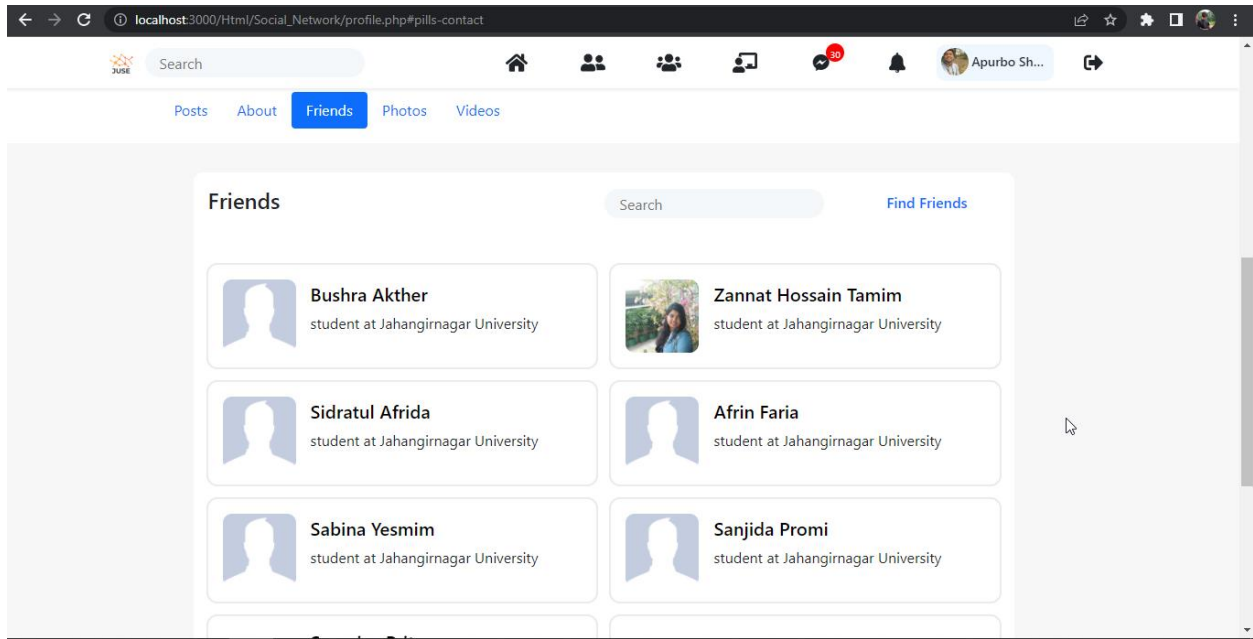 localhost:3000/Html/Social_Network/profile.php#pills-contact
JUSE Search 30 Apurbo Sh...
Posts About Friends Photos Videos
Friends Search Find Friends
Bushra Akther
student at Jahangirnagar University
Zannat Hossain Tamim
student at Jahangirnagar University
Sidratul Afrida
student at Jahangirnagar University
Afrin Faria
student at Jahangirnagar University
Sabina Yesmim
student at Jahangirnagar University
Sanjida Promi
student at Jahangirnagar University